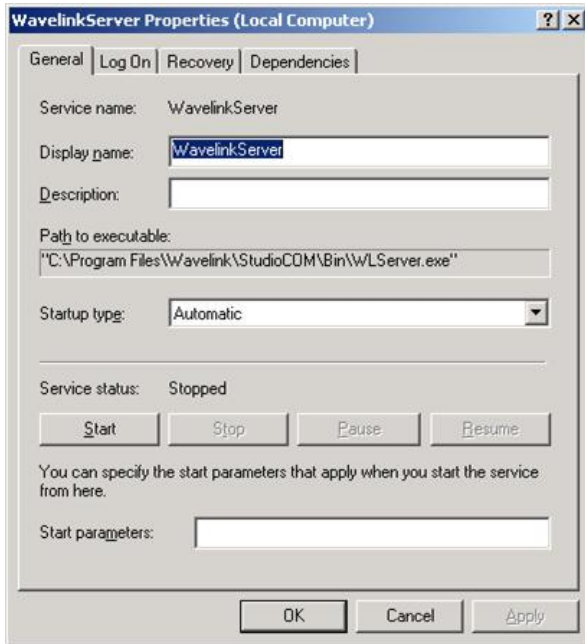 WavelinkServer Properties (Local Computer)
General Log On Recovery Dependencies
Service name: WavelinkServer
Display name: WavelinkServer
Description:
Path to executable:
"C:\Program Files\Wavelink\StudioCOM\Bin\WLServer.exe"
Startup type: Automatic
Service status: Stopped
Start Stop Pause Resume
You can specify the start parameters that apply when you start the service
from here.
Start parameters:
OK Cancel Apply